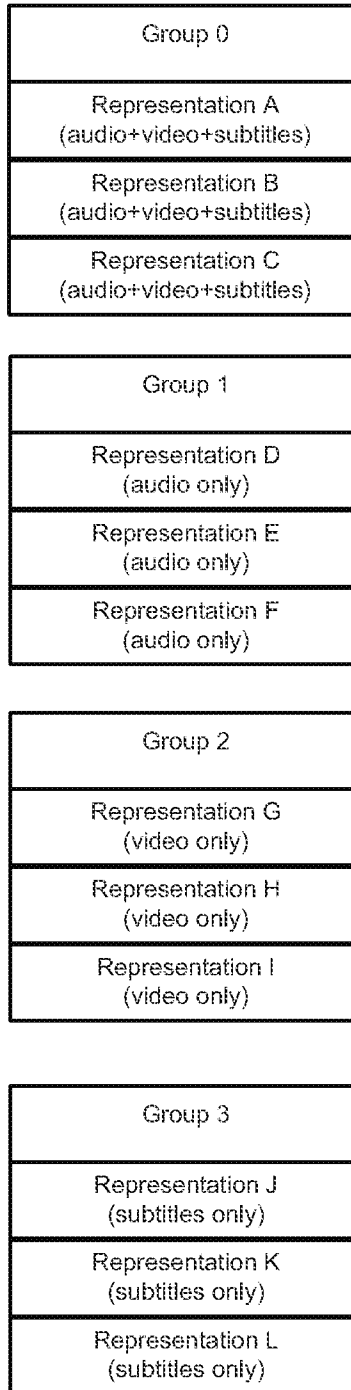 Group 0
Representation A
(audio+video+subtitles)
Representation B
(audio+video+subtitles)
Representation C
(audio+video+subtitles)
Group 1
Representation D
(audio only)
Representation E
(audio only)
Representation F
(audio only)
Group 2
Representation G
(video only)
Representation H
(video only)
Representation I
(video only)
Group 3
Representation J
(subtitles only)
Representation K
(subtitles only)
Representation L
(subtitles only)